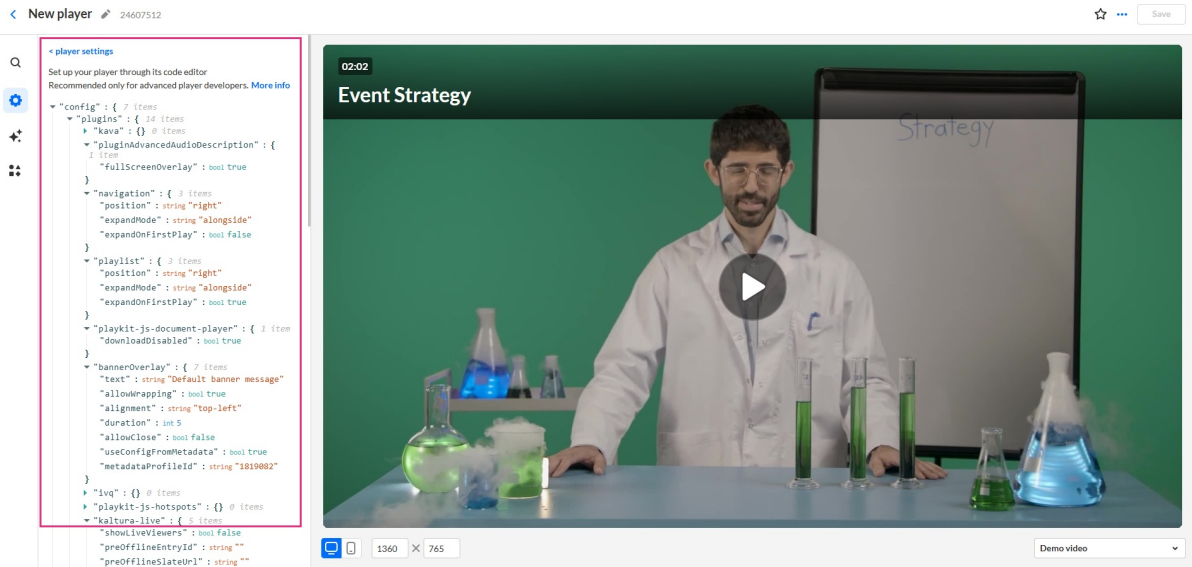 New player 24607512
Save
< player settings
Set up your player through its code editor
Recommended only for advanced player developers. More info
"config" : { 7 items
"plugins" : { 14 items
"kava" : {} 0 items
"pluginAdvancedAudioDescription" : {
1 item
"fullScreenOverlay" : bool true
}
"navigation" : { 3 items
"position" : string "right"
"expandMode" : string "alongside"
"expandOnFirstPlay" : bool false
}
"playlist" : { 3 items
"position" : string "right"
"expandMode" : string "alongside"
"expandOnFirstPlay" : bool true
}
"playkit-js-document-player" : { 1 item
"downloadDisabled" : bool true
}
"bannerOverlay" : { 7 items
"text" : string "Default banner message"
"allowWrapping" : bool true
"alignment" : string "top-left"
"duration" : int 5
"allowClose" : bool false
"useConfigFromMetadata" : bool true
"metadataProfileId" : string "1819082"
}
"ivq" : {} 0 items
"playkit-js-hotspots" : {} 0 items
"kaltura-live" : { 5 items
"showLiveViewers" : bool false
"preOfflineEntryId" : string ""
"preOfflineSlateUrl" : string ""
02:02
Event Strategy
Strategy
1360 × 765
Demo video